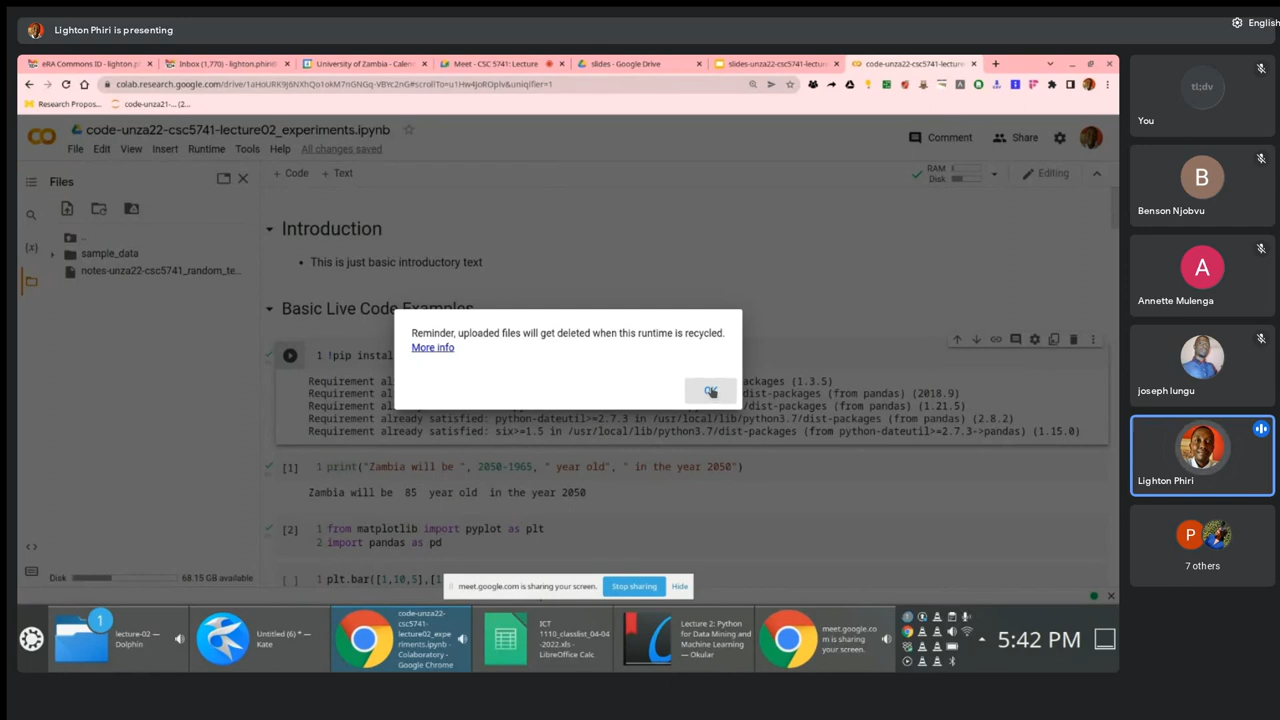 Lighton Phiri is presenting
English
eRA Commons ID - lighton.p
Inbox (1,770) - lighton.phiri
University of Zambia - Calen
Meet - CSC5741: Lecture
slides - Google Drive
slides-unza22-csc5741-lectur
code-unza22-csc5741-lecture
Research Propos...
code-unza21-... (2...
code-unza22-csc5741-lecture02_experiments.ipynb
File Edit View Insert Runtime Tools Help All changes saved
Comment
Share
+ Code + Text
RAM
Disk
Editing
Files
..
sample_data
notes-unza22-csc5741_random_te...
Disk
68.15 GB available
Introduction
• This is just basic introductory text
Basic Live Code Examples
1 !pip instal
Reminder, uploaded files will get deleted when this runtime is recycled.
More info
OK
Requirement al
ackages (1.3.5)
Requirement al
/dist-packages (from pandas) (2018.9)
Requirement al
/dist-packages (from pandas) (1.21.5)
Requirement already satisfied: python-dateutil>=2.7.3 in /usr/local/lib/python3.7/dist-packages (from pandas) (2.8.2)
Requirement already satisfied: six>=1.5 in /usr/local/lib/python3.7/dist-packages (from python-dateutil>=2.7.3->pandas) (1.15.0)
[1] 1 print("Zambia will be ", 2050-1965, " year old", " in the year 2050")
Zambia will be 85 year old in the year 2050
[2] 1 from matplotlib import pyplot as plt
2 import pandas as pd
[ ] 1 plt.bar([1,10,5],[1
meet.google.com is sharing your screen.
Stop sharing
Hide
1
lecture-02 — Dolphin
Untitled (6) * — Kate
code-unza22-csc5741-lecture02_experiments.ipynb - Colaboratory - Google Chrome
ICT 1110_classlist_04-04-2022.xls - LibreOffice Calc
Lecture 2: Python for Data Mining and Machine Learning — Okular
meet.google.com is sharing your screen.
5:42 PM
tl;dv
You
B
Benson Njobvu
A
Annette Mulenga
joseph lungu
Lighton Phiri
P
7 others